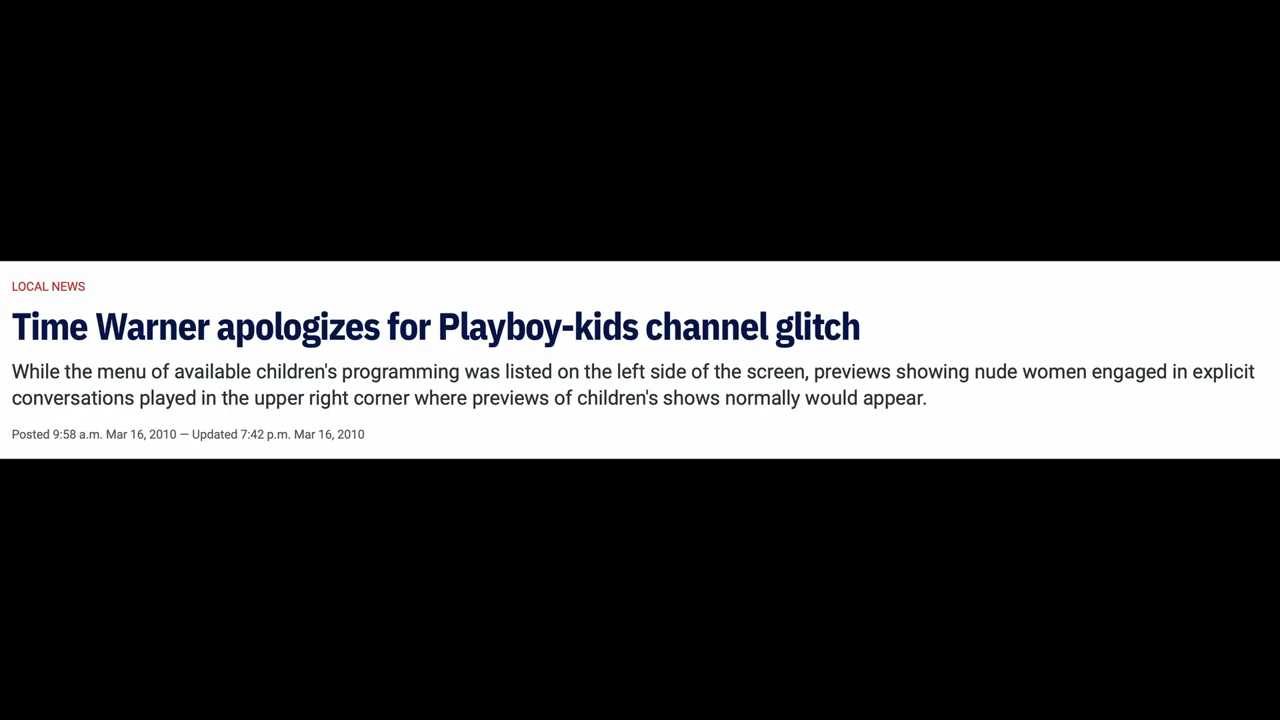 LOCAL NEWS
Time Warner apologizes for Playboy-kids channel glitch
While the menu of available children's programming was listed on the left side of the screen, previews showing nude women engaged in explicit
conversations played in the upper right corner where previews of children's shows normally would appear.
Posted 9:58 a.m. Mar 16, 2010 — Updated 7:42 p.m. Mar 16, 2010